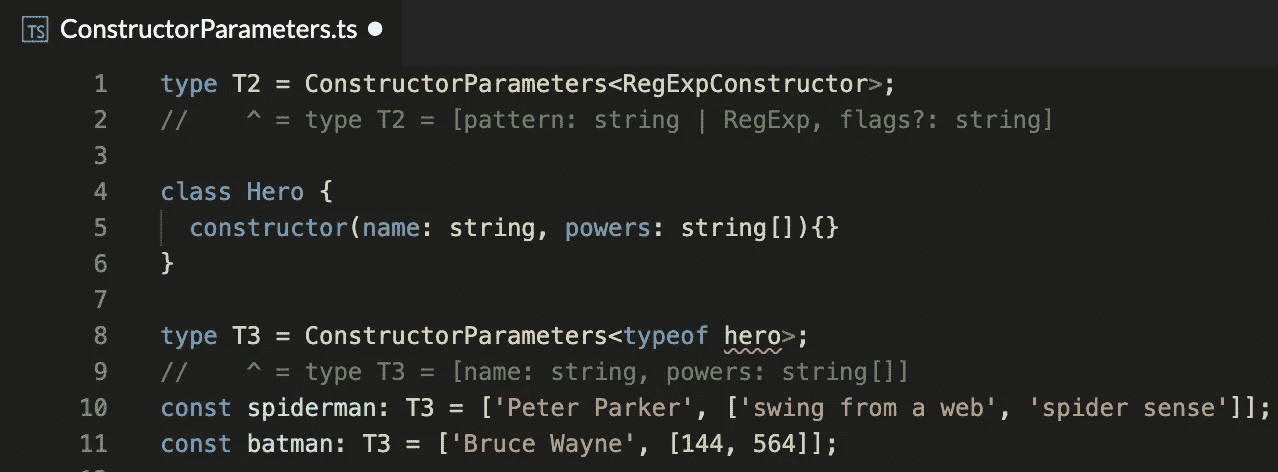 TS ConstructorParameters.ts
1 type T2 = ConstructorParameters<RegExpConstructor>;
2 //    ^ = type T2 = [pattern: string | RegExp, flags?: string]
3
4 class Hero {
5   constructor(name: string, powers: string[]){}
6 }
7
8 type T3 = ConstructorParameters<typeof hero>;
9 //    ^ = type T3 = [name: string, powers: string[]]
10 const spiderman: T3 = ['Peter Parker', ['swing from a web', 'spider sense']];
11 const batman: T3 = ['Bruce Wayne', [144, 564]];